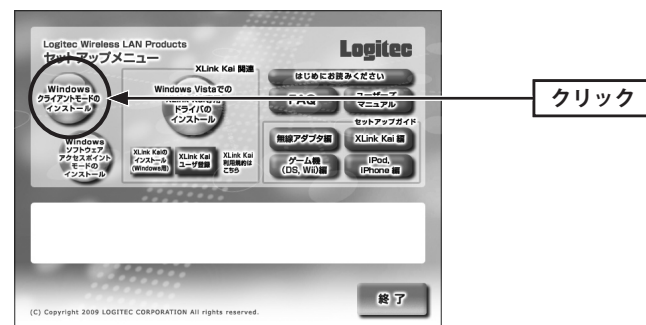 Logitec Wireless LAN Products
セットアップメニュー
Logitec
Windows
クライアントモードの
インストール
Windows
ソフトウェア
アクセスポイント
モードの
インストール
XLink Kai 関連
Windows Vistaでの
XLink Kai専用
ドライバの
インストール
XLink Kaiの
インストール
(Windows用)
XLink Kai
ユーザ登録
XLink Kai
利用規約は
こちら
はじめにお読みください
FAQ
ユーザーズ
マニュアル
セットアップガイド
無線アダプタ編
XLink Kai 編
ゲーム機
(DS, Wii)編
iPod,
iPhone 編
クリック
終了
(C) Copyright 2009 LOGITEC CORPORATION All rights reserved.